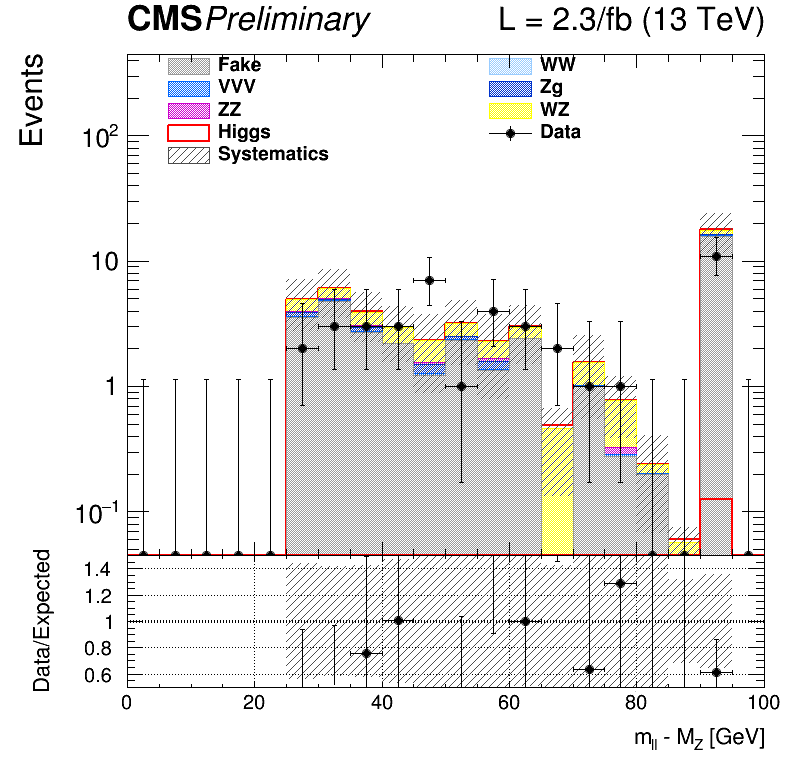 CMS Preliminary L = 2.3/fb (13 TeV)
Events
Fake WW
VVV Zg
ZZ WZ
Higgs Data
Systematics
10²
10
1
10⁻¹
Data/Expected
1.4
1.2
1
0.8
0.6
0 20 40 60 80 100
m_ll - M_Z [GeV]